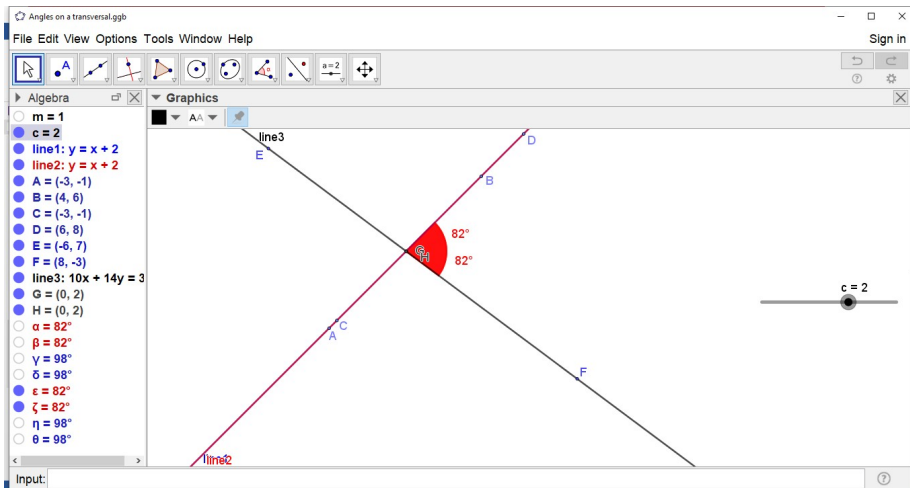 Angles on a transversal.ggb
File Edit View Options Tools Window Help
Sign in
A
a = 2
Algebra
Graphics
AA
m = 1
c = 2
line1: y = x + 2
line2: y = x + 2
A = (-3, -1)
B = (4, 6)
C = (-3, -1)
D = (6, 8)
E = (-6, 7)
F = (8, -3)
line3: 10x + 14y = 3
G = (0, 2)
H = (0, 2)
α = 82°
β = 82°
γ = 98°
δ = 98°
ε = 82°
ζ = 82°
η = 98°
θ = 98°
line3
E
D
B
82°
G
H
82°
c = 2
C
A
F
line2
Input: